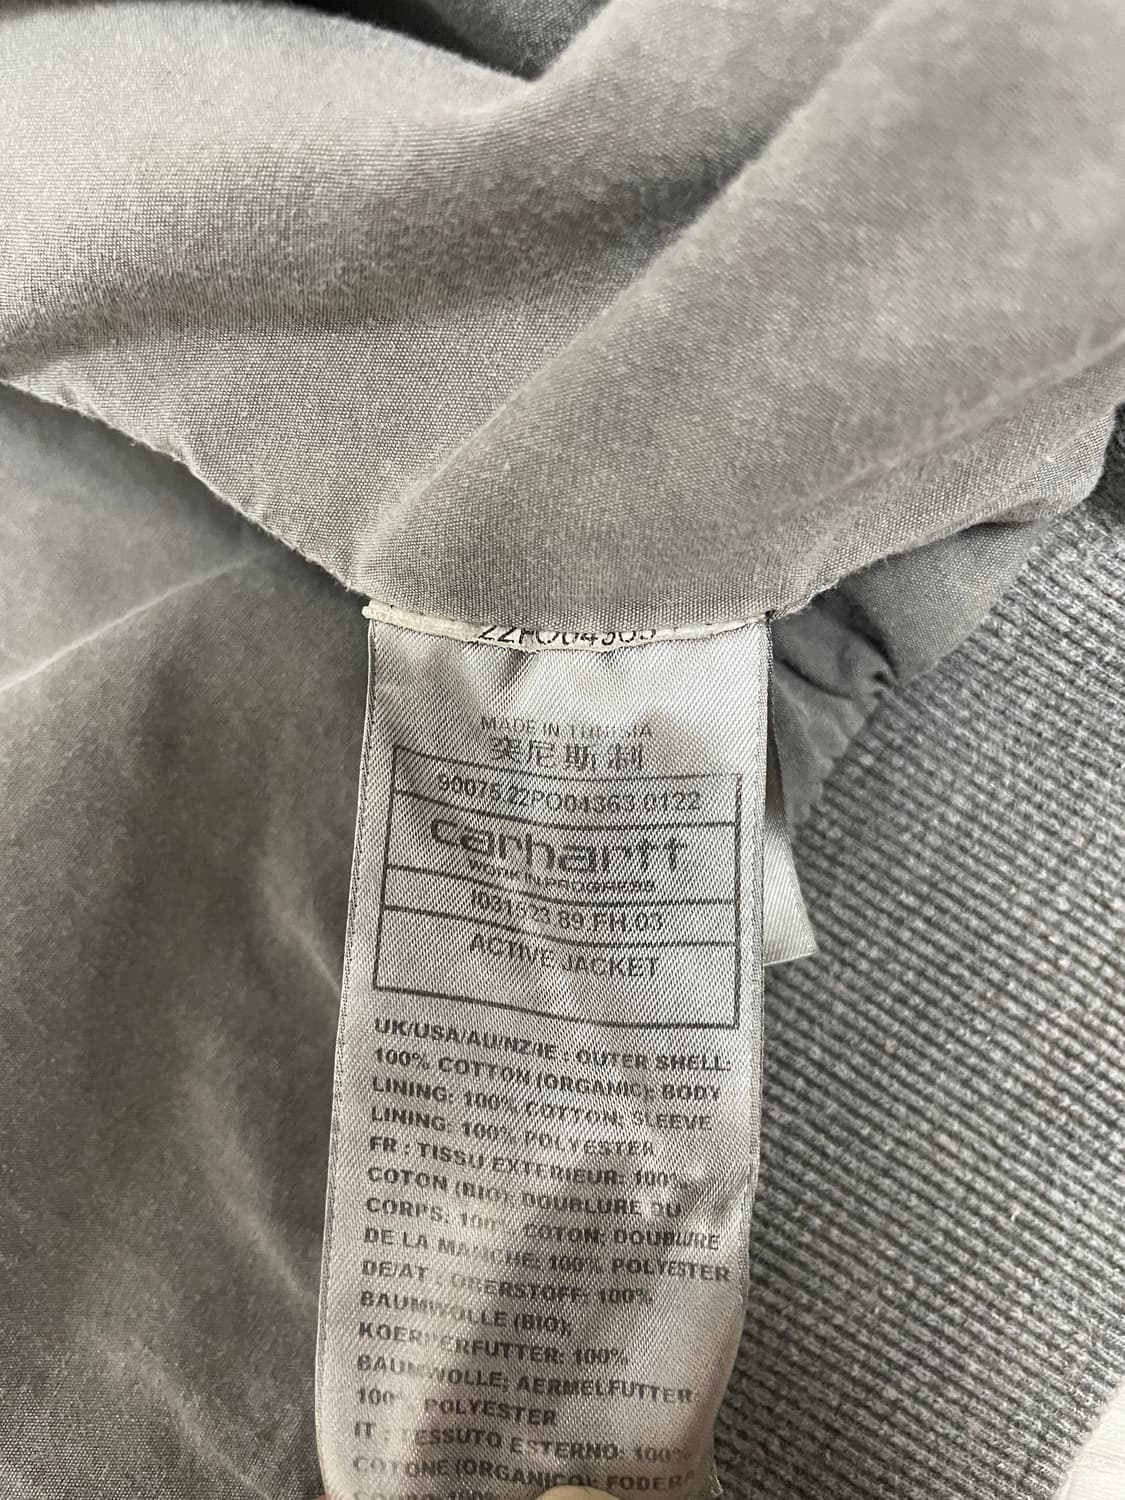 22PO04363
MADE IN TUNISIA
突尼斯 制
90075 22PO04363 0122
carhartt
WORK IN PROGRESS
89.FH.03
ACTIVE JACKET
UK/USA/AU/NZ/IE : OUTER SHELL:
100% COTTON (ORGANIC); BODY
LINING: 100% COTTON; SLEEVE
LINING: 100% POLYESTER
FR : TISSU EXTERIEUR: 100%
COTON (BIO); DOUBLURE DU
CORPS: 100% COTON; DOUBLURE
DE LA MANCHE: 100% POLYESTER
DE/AT : OBERSTOFF: 100%
BAUMWOLLE (BIO);
KOERPERFUTTER: 100%
BAUMWOLLE; AERMELFUTTER:
100% POLYESTER
IT : TESSUTO ESTERNO: 100%
COTONE (ORGANICO); FODERA